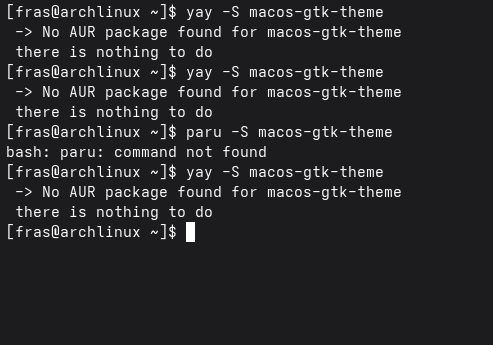 [fras@archlinux ~]$ yay -S macos-gtk-theme
 -> No AUR package found for macos-gtk-theme
 there is nothing to do
[fras@archlinux ~]$ yay -S macos-gtk-theme
 -> No AUR package found for macos-gtk-theme
 there is nothing to do
[fras@archlinux ~]$ paru -S macos-gtk-theme
bash: paru: command not found
[fras@archlinux ~]$ yay -S macos-gtk-theme
 -> No AUR package found for macos-gtk-theme
 there is nothing to do
[fras@archlinux ~]$